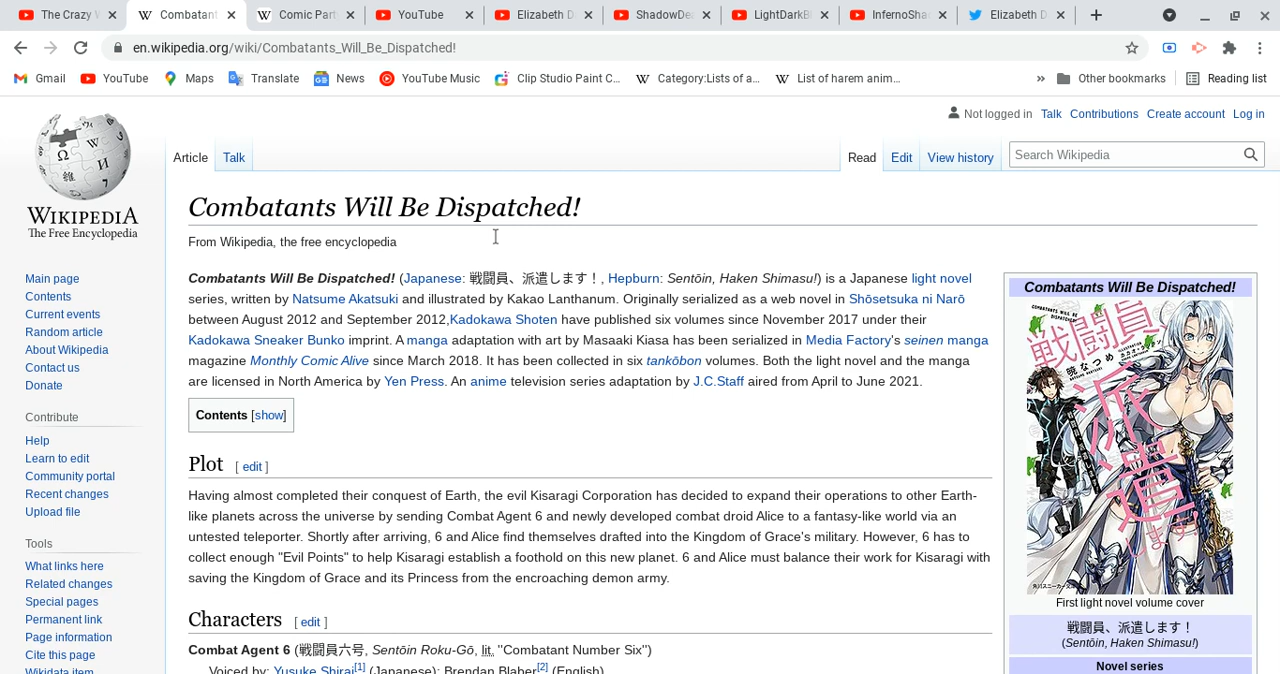 The Crazy
Combatant
Comic Part
YouTube
Elizabeth D
ShadowDea
LightDarkB
InfernoSha
Elizabeth D
en.wikipedia.org/wiki/Combatants_Will_Be_Dispatched!
Gmail
YouTube
Maps
Translate
News
YouTube Music
Clip Studio Paint C...
Category:Lists of a...
List of harem anim...
»
Other bookmarks
Reading list
WIKIPEDIA
The Free Encyclopedia
Main page
Contents
Current events
Random article
About Wikipedia
Contact us
Donate
Contribute
Help
Learn to edit
Community portal
Recent changes
Upload file
Tools
What links here
Related changes
Special pages
Permanent link
Page information
Cite this page
Wikidata item
Not logged in Talk Contributions Create account Log in
Article Talk
Read Edit View history
Search Wikipedia
Combatants Will Be Dispatched!
From Wikipedia, the free encyclopedia
Combatants Will Be Dispatched! (Japanese: 戦闘員、派遣します！, Hepburn: Sentōin, Haken Shimasu!) is a Japanese light novel
series, written by Natsume Akatsuki and illustrated by Kakao Lanthanum. Originally serialized as a web novel in Shōsetsuka ni Narō
between August 2012 and September 2012,Kadokawa Shoten have published six volumes since November 2017 under their
Kadokawa Sneaker Bunko imprint. A manga adaptation with art by Masaaki Kiasa has been serialized in Media Factory's seinen manga
magazine Monthly Comic Alive since March 2018. It has been collected in six tankōbon volumes. Both the light novel and the manga
are licensed in North America by Yen Press. An anime television series adaptation by J.C.Staff aired from April to June 2021.
Contents [show]
Plot [ edit ]
Having almost completed their conquest of Earth, the evil Kisaragi Corporation has decided to expand their operations to other Earth-
like planets across the universe by sending Combat Agent 6 and newly developed combat droid Alice to a fantasy-like world via an
untested teleporter. Shortly after arriving, 6 and Alice find themselves drafted into the Kingdom of Grace's military. However, 6 has to
collect enough "Evil Points" to help Kisaragi establish a foothold on this new planet. 6 and Alice must balance their work for Kisaragi with
saving the Kingdom of Grace and its Princess from the encroaching demon army.
Characters [ edit ]
Combat Agent 6 (戦闘員六号, Sentōin Roku-Gō, lit. ''Combatant Number Six'')
Voiced by: Yusuke Shirai[1] (Japanese); Brendan Blaber[2] (English)
Combatants Will Be Dispatched!
COMBATANTS WILL BE DISPATCHED!
戦闘員
派遣
します!
暁なつめ
First light novel volume cover
戦闘員、派遣します！
(Sentōin, Haken Shimasu!)
Novel series